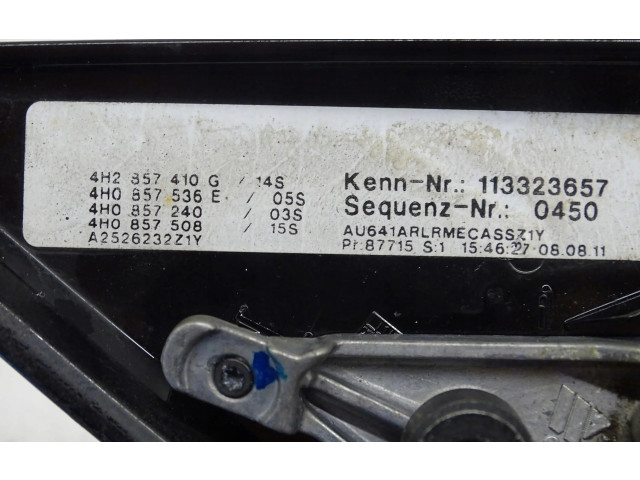 4H2 857 410 G / 14S
4H0 857 536 E / 05S
4H0 857 240 / 03S
4H0 857 508 / 15S
A2526232Z1Y
Kenn-Nr.: 113323657
Sequenz-Nr.: 0450
AU641ARLRMECASSZ1Y
Pr:87715 S:1 15:46:27-08.08.11